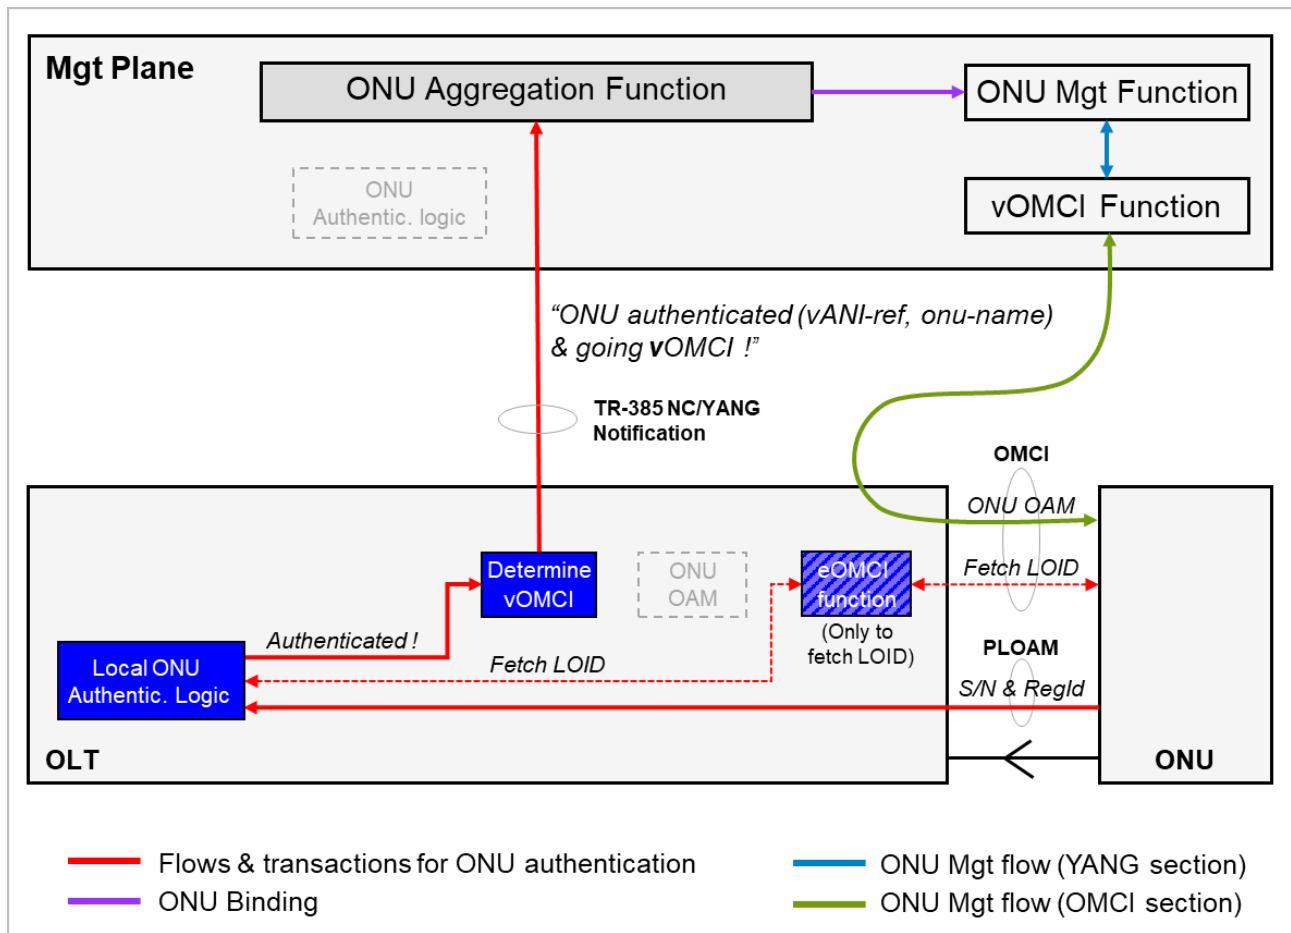 Mgt Plane
ONU Aggregation Function
ONU Mgt Function
ONU
Authentic. logic
vOMCI Function
“ONU authenticated (vANI-ref, onu-name)
& going vOMCI !”
TR-385 NC/YANG
Notification
OMCI
ONU OAM
Determine
vOMCI
ONU
OAM
eOMCI
function
Fetch LOID
(Only to
fetch LOID)
Authenticated !
Fetch LOID
PLOAM
Local ONU
Authentic. Logic
S/N & RegId
OLT
ONU
Flows & transactions for ONU authentication
ONU Binding
ONU Mgt flow (YANG section)
ONU Mgt flow (OMCI section)